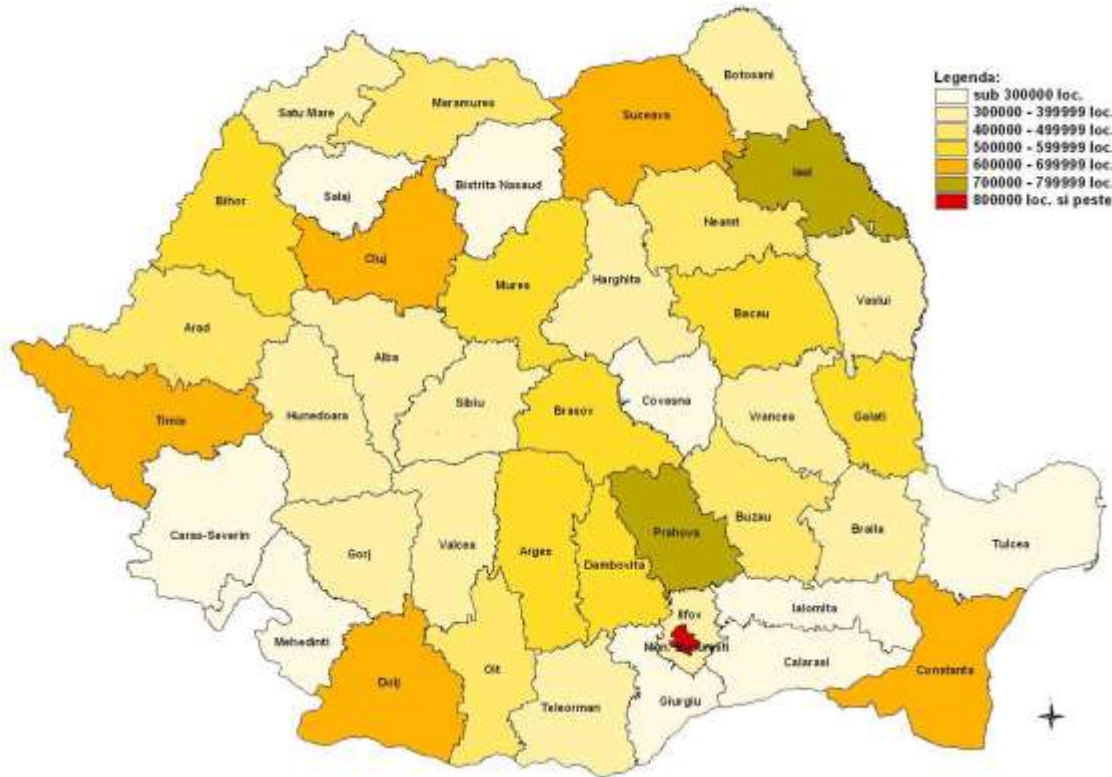 Botosani
Legenda:
sub 300000 loc.
300000 - 399999 loc.
400000 - 499999 loc.
500000 - 599999 loc.
600000 - 699999 loc.
700000 - 799999 loc.
800000 loc. si peste
Satu Mare
Maramures
Suceava
Iasi
Salaj
Bistrita Nasaud
Bihor
Neamt
Cluj
Mures
Harghita
Vaslui
Bacau
Arad
Alba
Timis
Hunedoara
Sibiu
Brasov
Covasna
Vrancea
Galati
Caras-Severin
Gorj
Valcea
Arges
Dambovita
Prahova
Buzau
Braila
Tulcea
Ilfov
Ialomita
Mehedinti
Mun.
Calarasi
Constanta
Dolj
Olt
Teleorman
Giurgiu